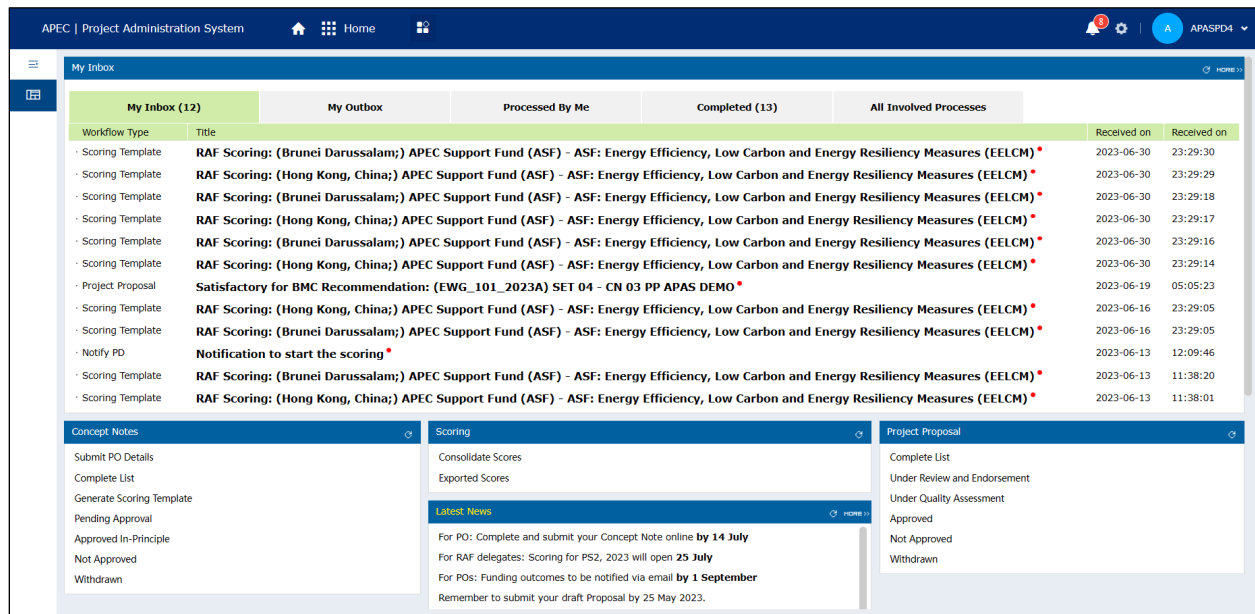 APEC | Project Administration System
Home
8
A
APASPD4
My Inbox
MORE >>
My Inbox (12)
My Outbox
Processed By Me
Completed (13)
All Involved Processes
Workflow Type Title Received on Received on
· Scoring Template RAF Scoring: (Brunei Darussalam;) APEC Support Fund (ASF) - ASF: Energy Efficiency, Low Carbon and Energy Resiliency Measures (EELCM) 2023-06-30 23:29:30
· Scoring Template RAF Scoring: (Hong Kong, China;) APEC Support Fund (ASF) - ASF: Energy Efficiency, Low Carbon and Energy Resiliency Measures (EELCM) 2023-06-30 23:29:29
· Scoring Template RAF Scoring: (Brunei Darussalam;) APEC Support Fund (ASF) - ASF: Energy Efficiency, Low Carbon and Energy Resiliency Measures (EELCM) 2023-06-30 23:29:18
· Scoring Template RAF Scoring: (Hong Kong, China;) APEC Support Fund (ASF) - ASF: Energy Efficiency, Low Carbon and Energy Resiliency Measures (EELCM) 2023-06-30 23:29:17
· Scoring Template RAF Scoring: (Brunei Darussalam;) APEC Support Fund (ASF) - ASF: Energy Efficiency, Low Carbon and Energy Resiliency Measures (EELCM) 2023-06-30 23:29:16
· Scoring Template RAF Scoring: (Hong Kong, China;) APEC Support Fund (ASF) - ASF: Energy Efficiency, Low Carbon and Energy Resiliency Measures (EELCM) 2023-06-30 23:29:14
· Project Proposal Satisfactory for BMC Recommendation: (EWG_101_2023A) SET 04 - CN 03 PP APAS DEMO 2023-06-19 05:05:23
· Scoring Template RAF Scoring: (Hong Kong, China;) APEC Support Fund (ASF) - ASF: Energy Efficiency, Low Carbon and Energy Resiliency Measures (EELCM) 2023-06-16 23:29:05
· Scoring Template RAF Scoring: (Brunei Darussalam;) APEC Support Fund (ASF) - ASF: Energy Efficiency, Low Carbon and Energy Resiliency Measures (EELCM) 2023-06-16 23:29:05
· Notify PD Notification to start the scoring 2023-06-13 12:09:46
· Scoring Template RAF Scoring: (Brunei Darussalam;) APEC Support Fund (ASF) - ASF: Energy Efficiency, Low Carbon and Energy Resiliency Measures (EELCM) 2023-06-13 11:38:20
· Scoring Template RAF Scoring: (Hong Kong, China;) APEC Support Fund (ASF) - ASF: Energy Efficiency, Low Carbon and Energy Resiliency Measures (EELCM) 2023-06-13 11:38:01
Concept Notes
Submit PO Details
Complete List
Generate Scoring Template
Pending Approval
Approved In-Principle
Not Approved
Withdrawn
Scoring
Consolidate Scores
Exported Scores
Latest News
MORE >>
For PO: Complete and submit your Concept Note online by 14 July
For RAF delegates: Scoring for PS2, 2023 will open 25 July
For POs: Funding outcomes to be notified via email by 1 September
Remember to submit your draft Proposal by 25 May 2023.
Project Proposal
Complete List
Under Review and Endorsement
Under Quality Assessment
Approved
Not Approved
Withdrawn